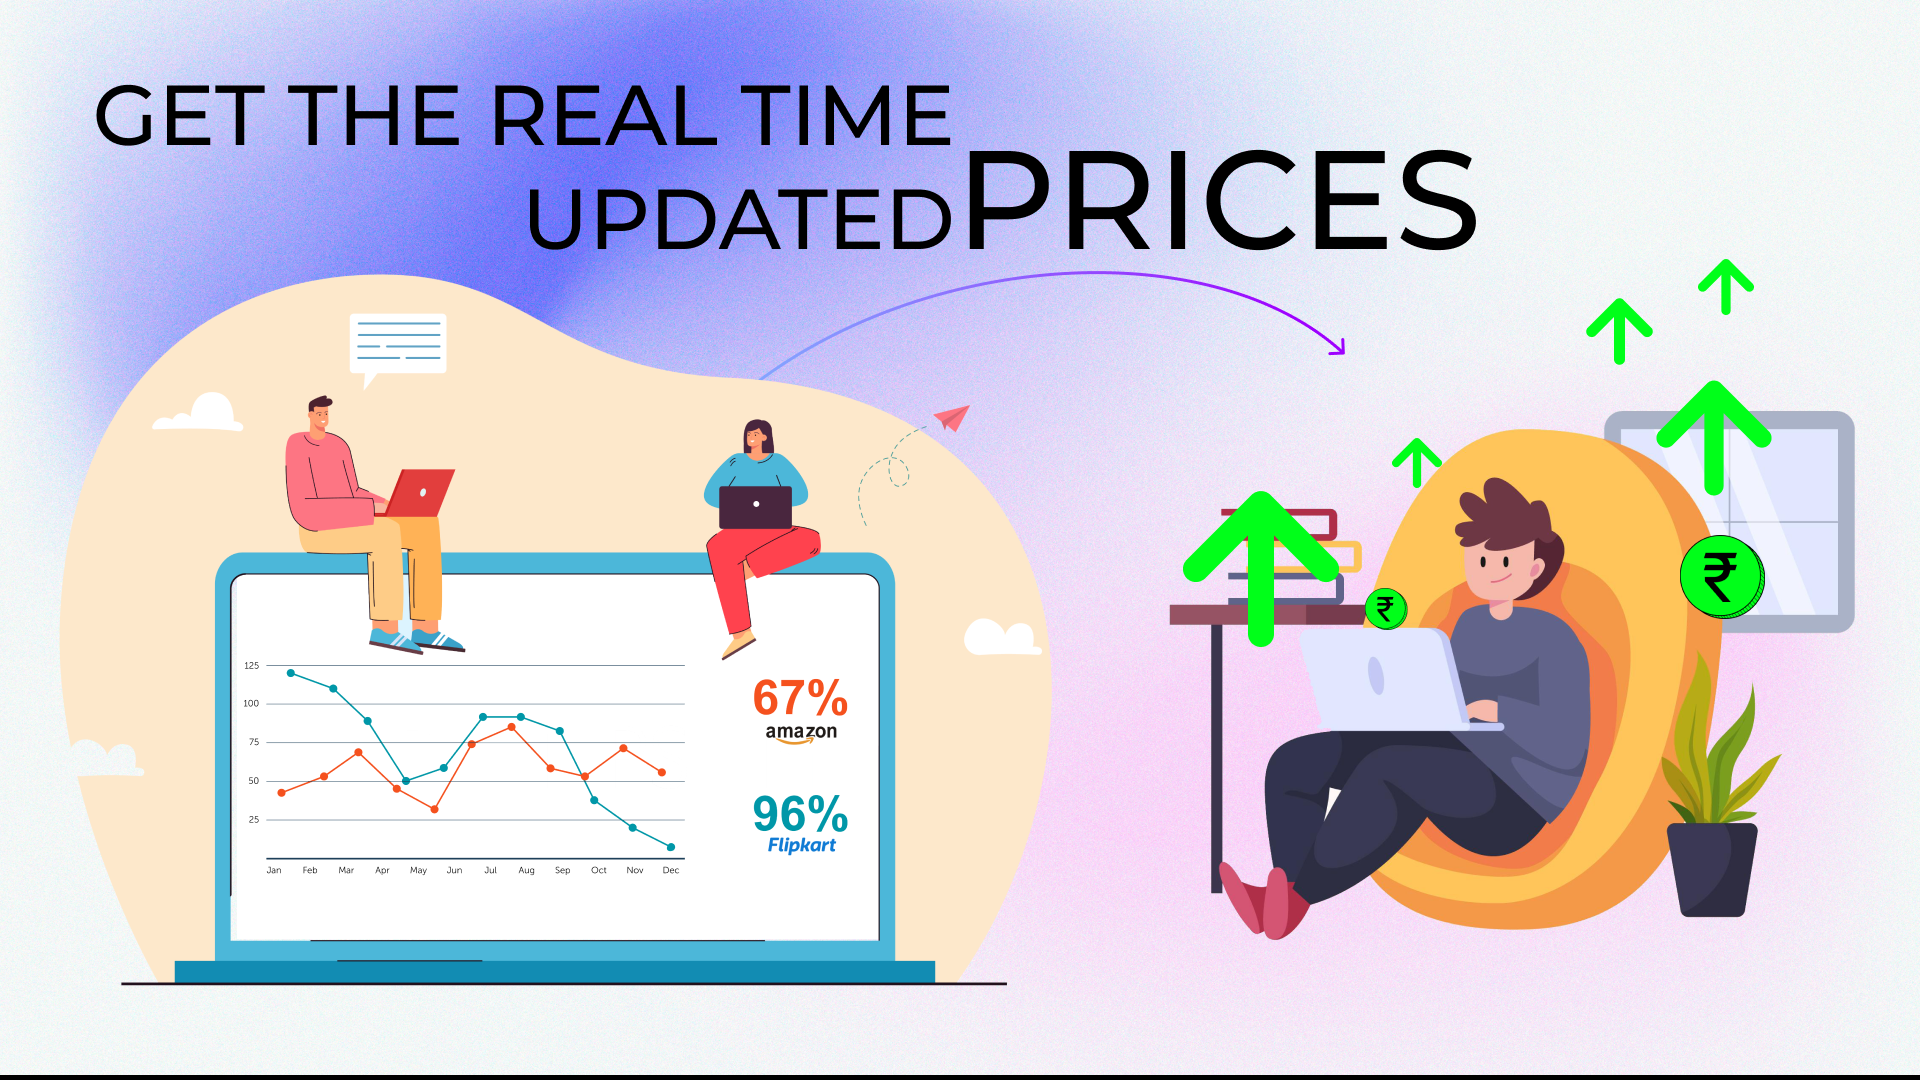 GET THE REAL TIME
UPDATED PRICES
125
100
75
50
25
Jan Feb Mar Apr May Jun Jul Aug Sep Oct Nov Dec
67%
amazon
96%
Flipkart
₹
₹